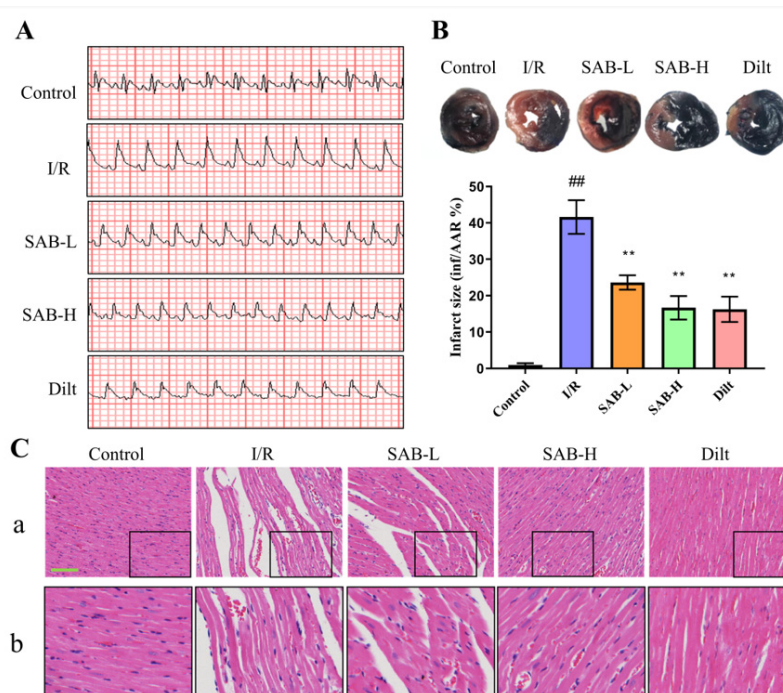 A
Control
I/R
SAB-L
SAB-H
Dilt
B
Control I/R SAB-L SAB-H Dilt
Infarct size (inf/AAR %)
50
40
30
20
10
0
##
**
**
**
Control
I/R
SAB-L
SAB-H
Dilt
C
Control I/R SAB-L SAB-H Dilt
a
b